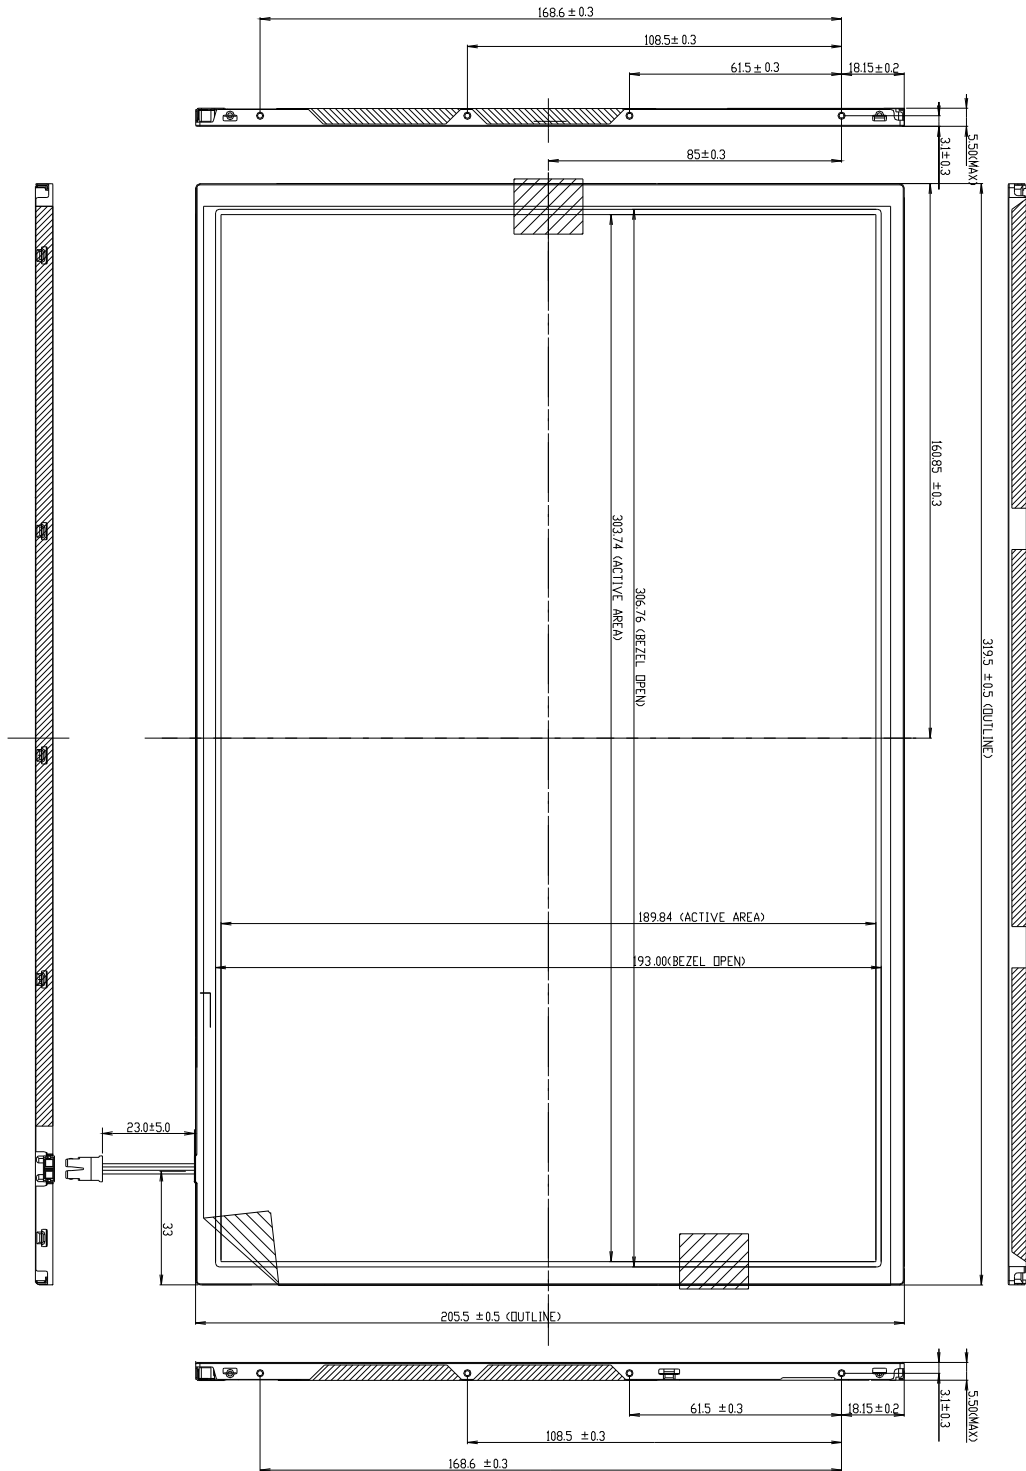 168.6 ± 0.3
108.5± 0.3
61.5 ± 0.3
18.15±0.2
3.1±0.3
5.50(MAX)
85±0.3
160.85 ±0.3
303.74 (ACTIVE AREA)
306.76 (BEZEL OPEN)
319.5 ±0.5 (OUTLINE)
189.84 (ACTIVE AREA)
193.00(BEZEL OPEN)
23.0±5.0
33
205.5 ±0.5 (OUTLINE)
61.5 ±0.3
18.15±0.2
3.1±0.3
5.50(MAX)
108.5 ±0.3
168.6 ±0.3